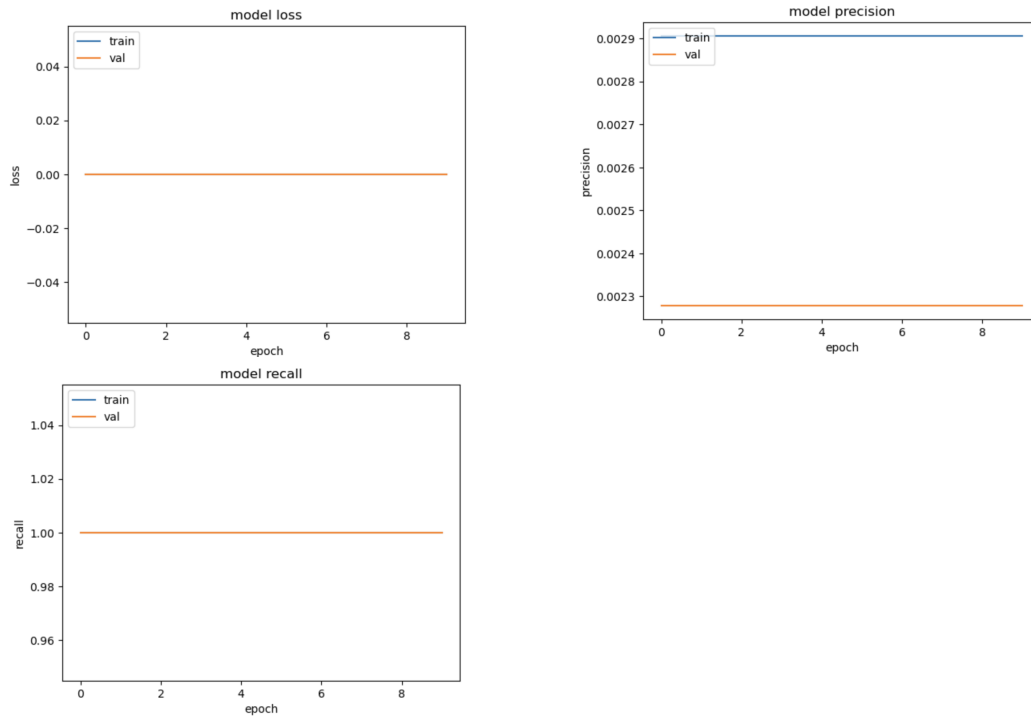 model loss
train
val
0.04
0.02
0.00
−0.02
−0.04
loss
0 2 4 6 8
epoch
model precision
train
val
0.0029
0.0028
0.0027
0.0026
0.0025
0.0024
0.0023
precision
0 2 4 6 8
epoch
model recall
train
val
1.04
1.02
1.00
0.98
0.96
recall
0 2 4 6 8
epoch